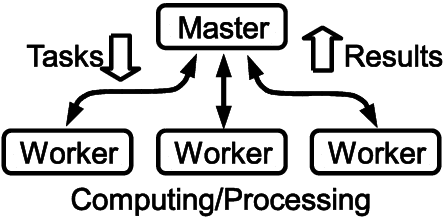 Master
Tasks
Results
Worker
Worker
Worker
Computing/Processing